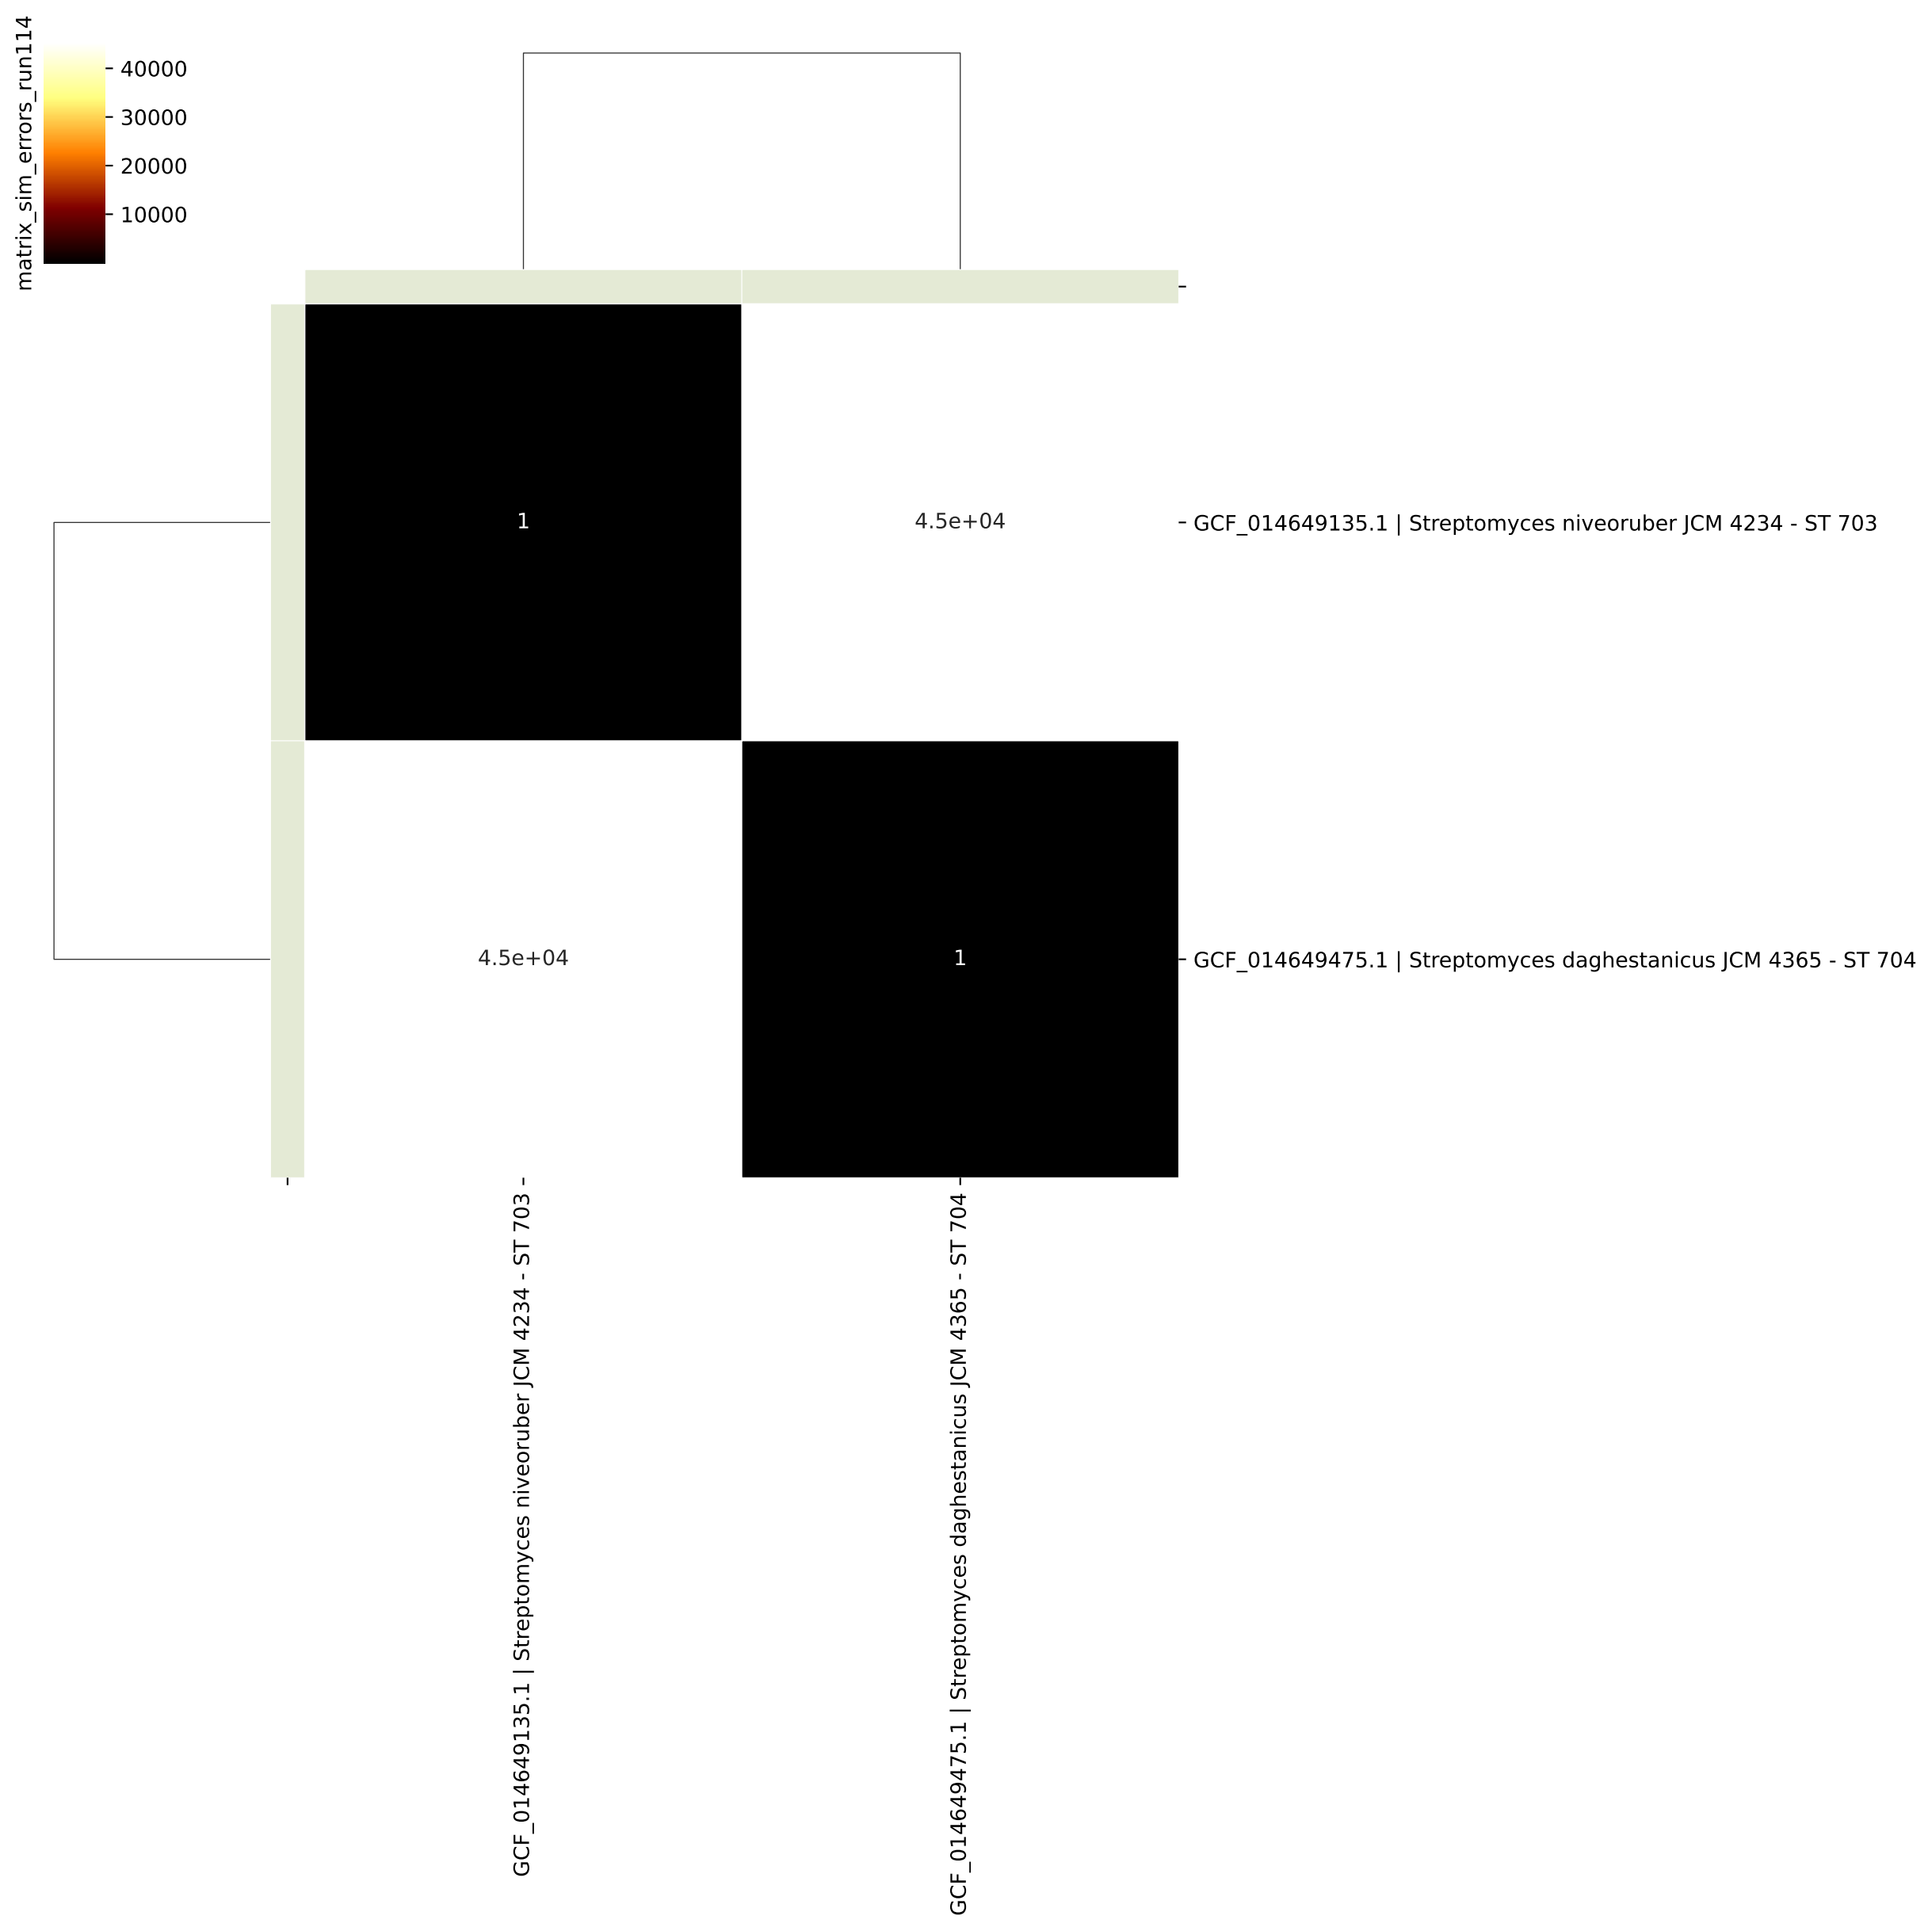 matrix_sim_errors_run114
40000
30000
20000
10000
1
4.5e+04
GCF_014649135.1 | Streptomyces niveoruber JCM 4234 - ST 703
4.5e+04
1
GCF_014649475.1 | Streptomyces daghestanicus JCM 4365 - ST 704
GCF_014649135.1 | Streptomyces niveoruber JCM 4234 - ST 703
GCF_014649475.1 | Streptomyces daghestanicus JCM 4365 - ST 704